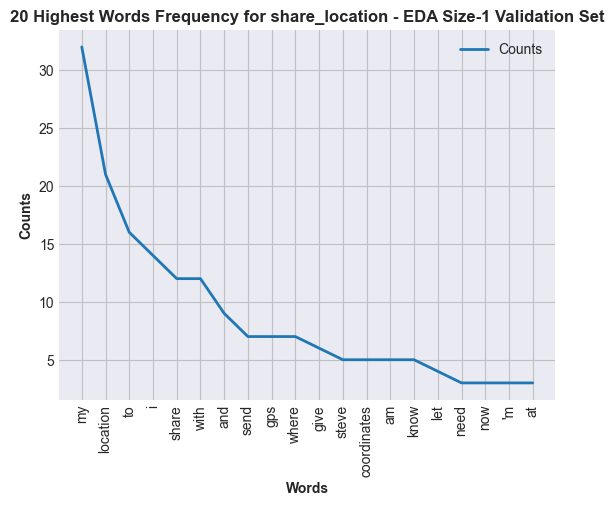 20 Highest Words Frequency for share_location - EDA Size-1 Validation Set
Counts
30
25
20
15
10
5
Counts
my
location
to
i
share
with
and
send
gps
where
give
steve
coordinates
am
know
let
need
now
'm
at
Words